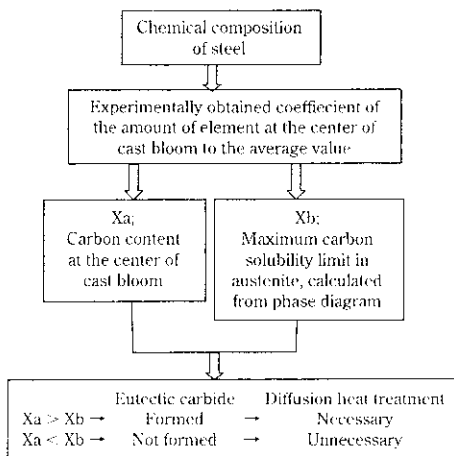 Chemical composition
of steel
Experimentally obtained coeffiecient of
the amount of element at the center of
cast bloom to the average value
Xa;
Carbon content
at the center of
cast bloom
Xb;
Maximum carbon
solubility limit in
austenite, calculated
from phase diagram
Eutectic carbide Diffusion heat treatment
Xa > Xb → Formed → Necessary
Xa < Xb → Not formed → Unnecessary